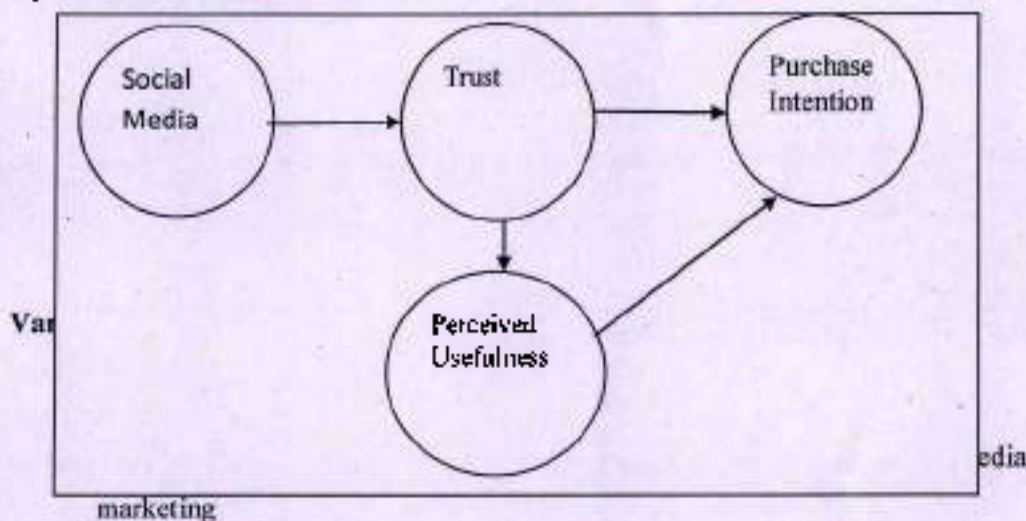 Social
Media
Trust
Purchase
Intention
Perceived
Usefulness
Var
edia
marketing